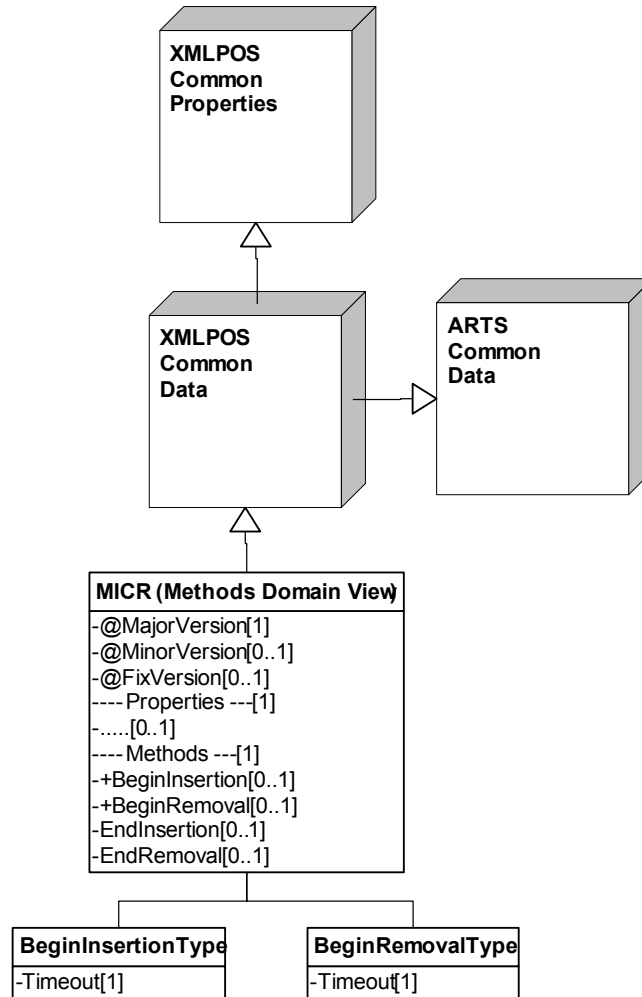 XMLPOS
Common
Properties
XMLPOS
Common
Data
ARTS
Common
Data
MICR (Methods Domain View)
-@MajorVersion[1]
-@MinorVersion[0..1]
-@FixVersion[0..1]
---- Properties ---[1]
-.....[0..1]
---- Methods ---[1]
-+BeginInsertion[0..1]
-+BeginRemoval[0..1]
-EndInsertion[0..1]
-EndRemoval[0..1]
BeginInsertionType
-Timeout[1]
BeginRemovalType
-Timeout[1]